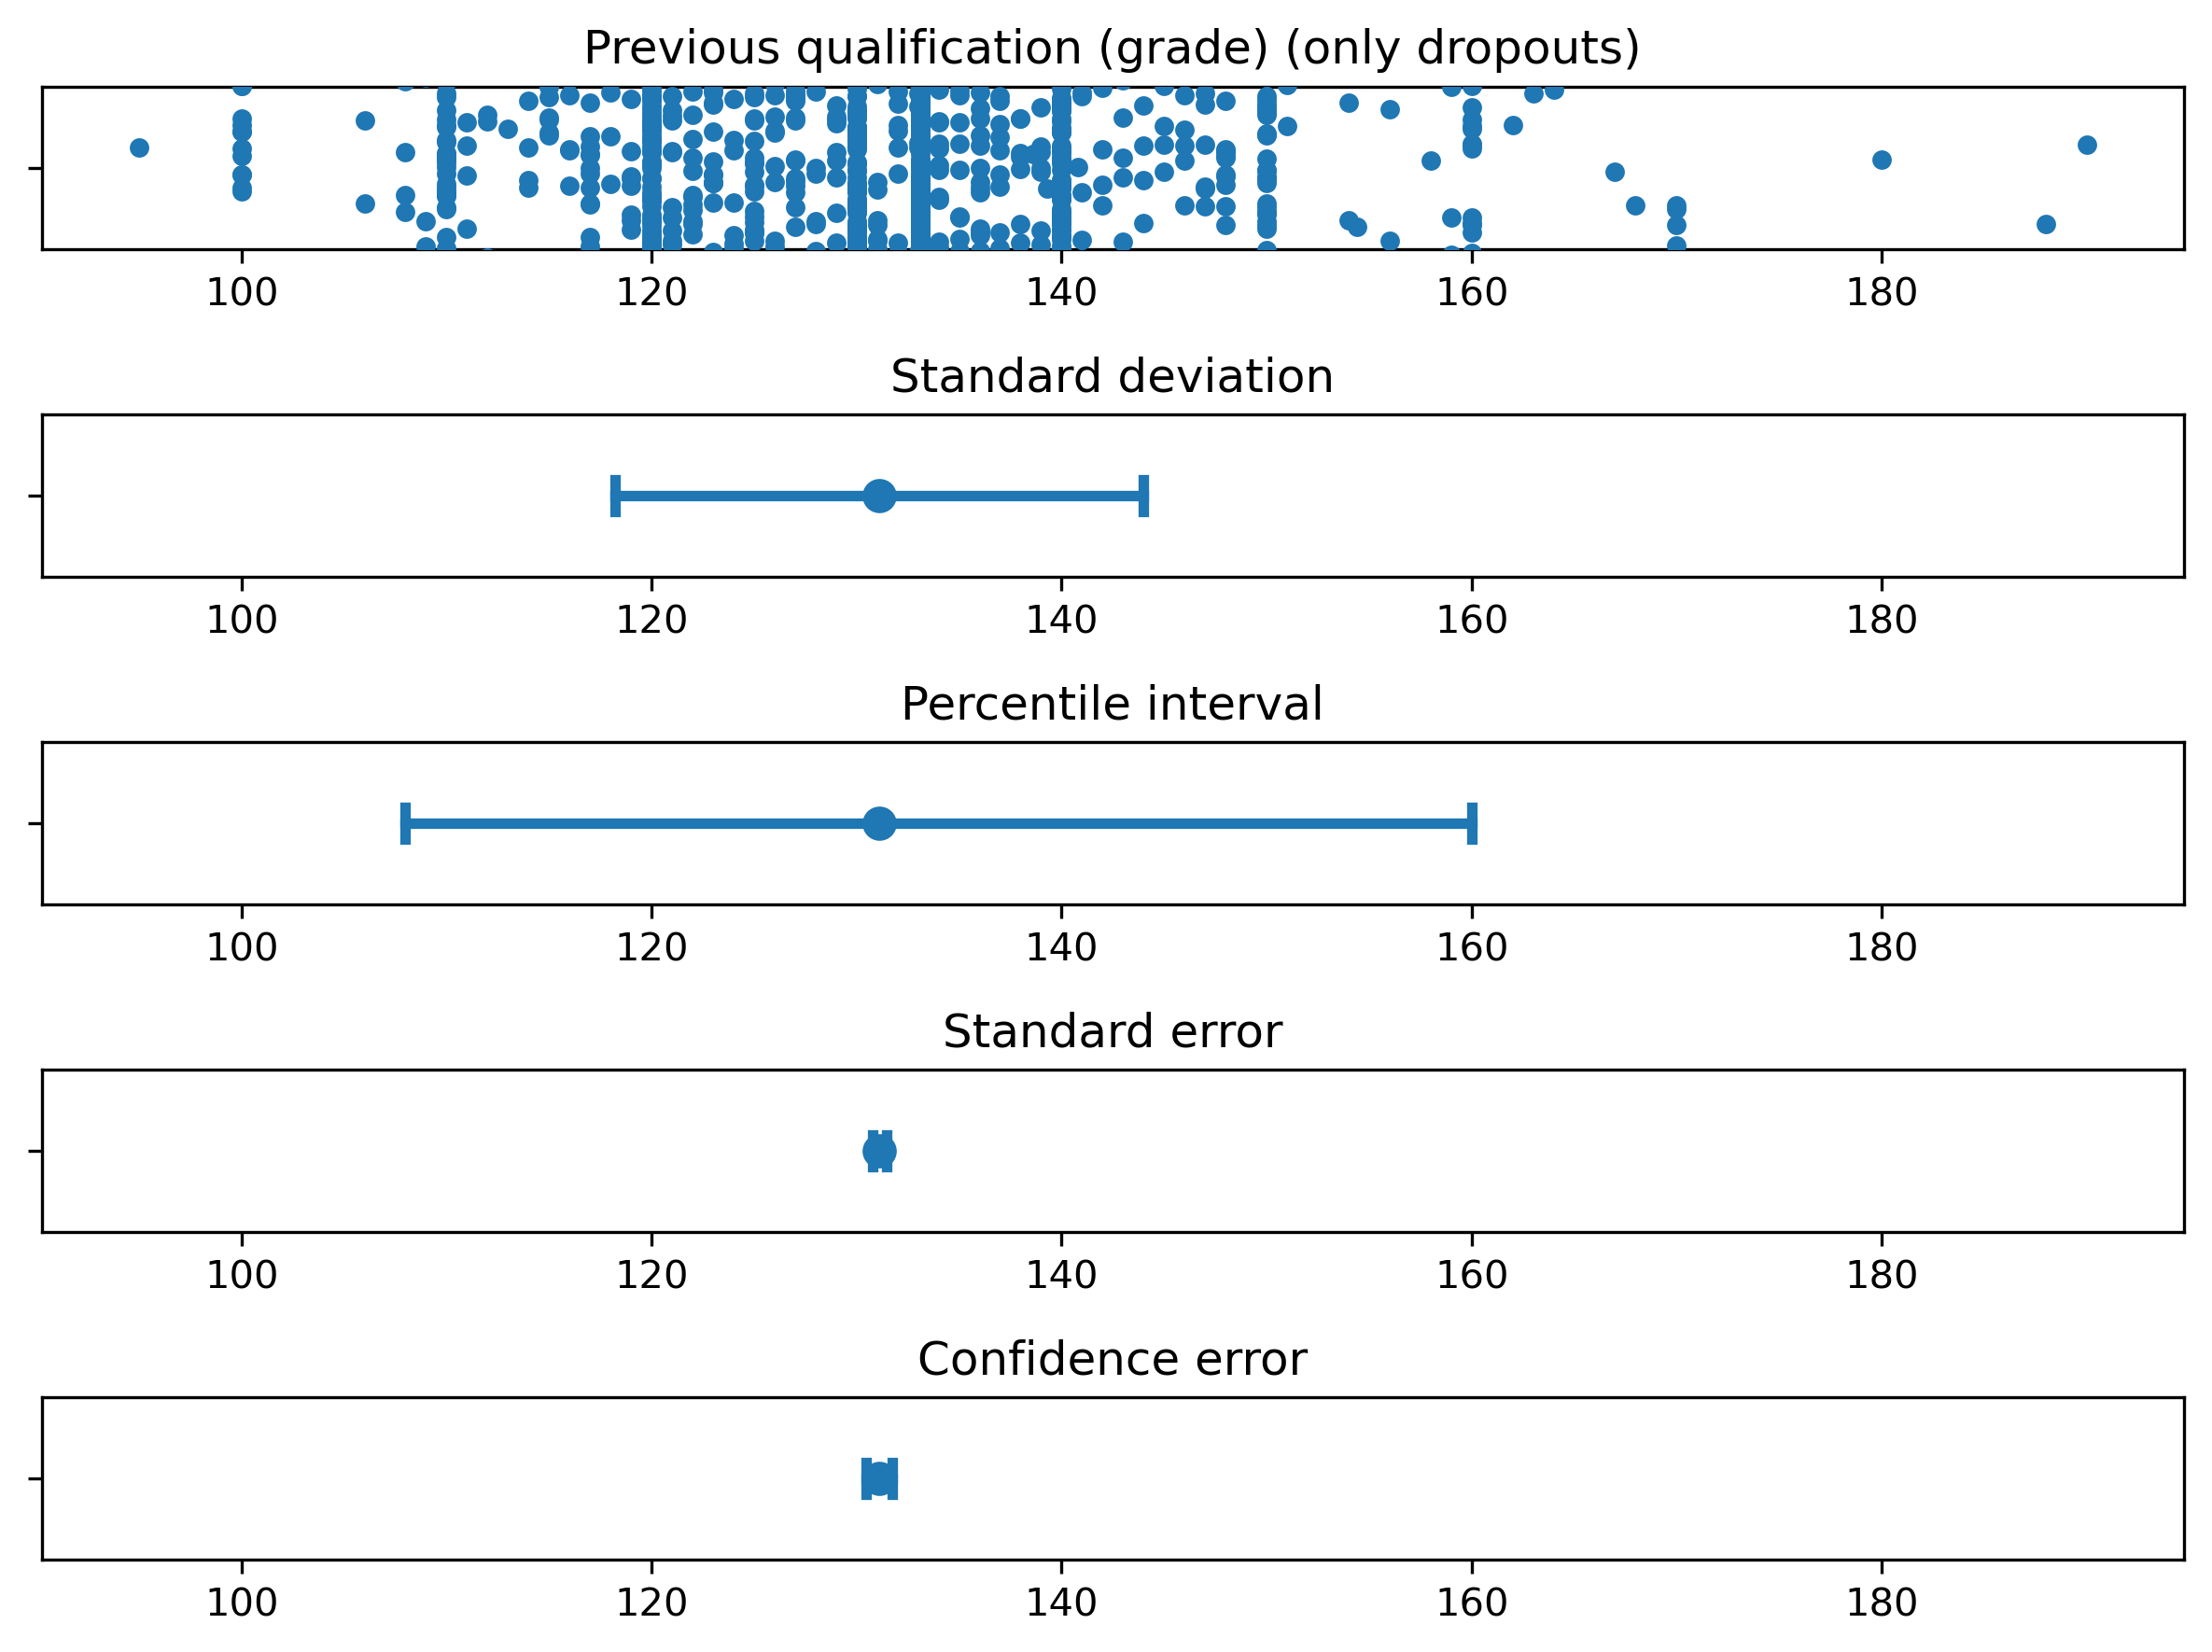 Previous qualification (grade) (only dropouts)
100 120 140 160 180
Standard deviation
100 120 140 160 180
Percentile interval
100 120 140 160 180
Standard error
100 120 140 160 180
Confidence error
100 120 140 160 180